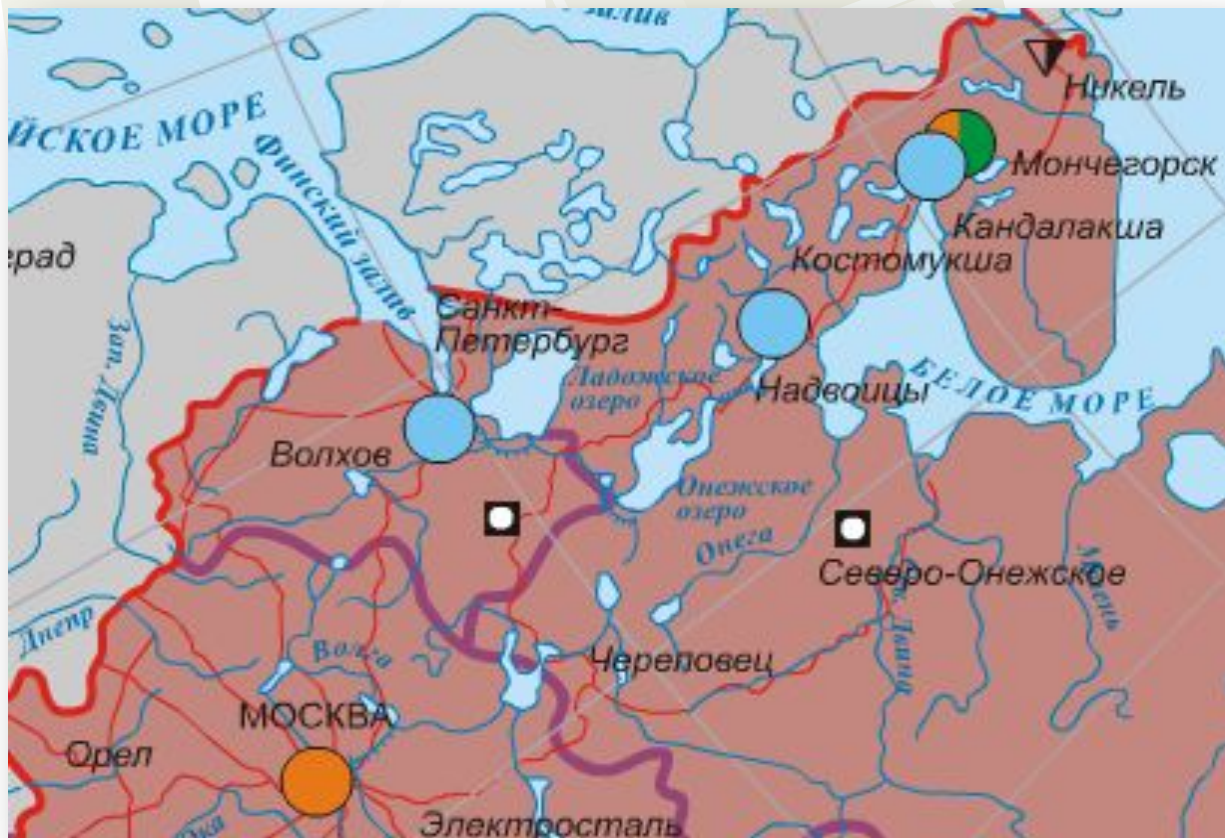 залив
Никель
ЙСКОЕ МОРЕ
Финский залив
Мончегорск
Кандалакша
рад
Костомукша
Санкт-
Петербург
Зап. Двина
Ладожское
озеро
Надвоицы
БЕЛОЕ МОРЕ
Волхов
Онежское
озеро
Онега
Северо-Онежское
Мезень
Днепр
Двина
Волга
Череповец
МОСКВА
Орел
Ока
Электросталь